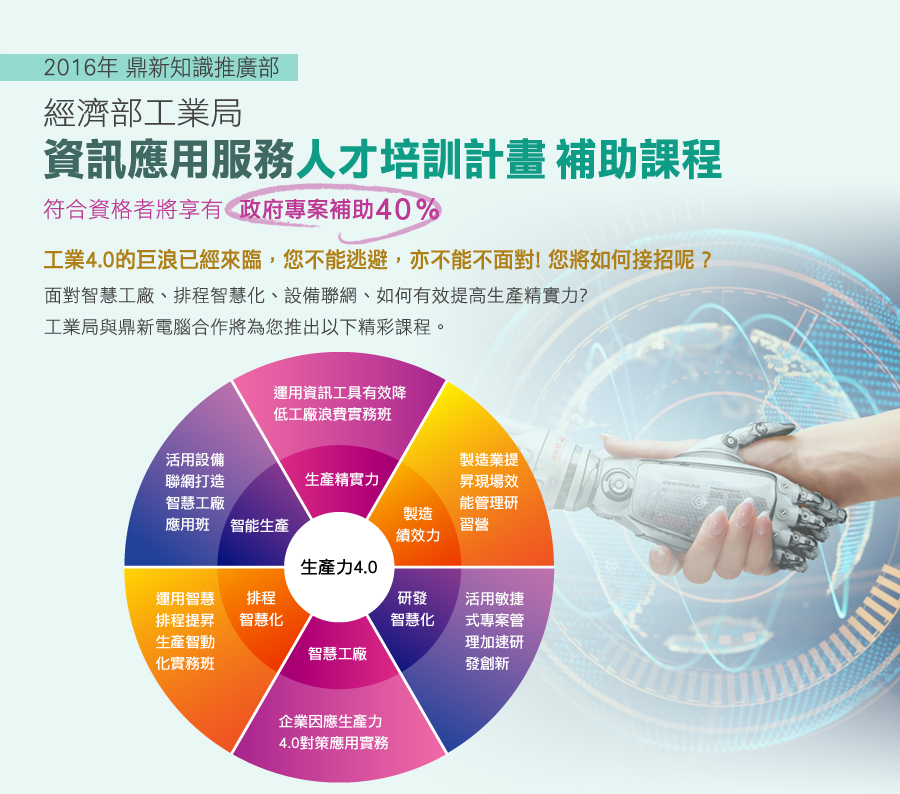 2016年 鼎新知識推廣部
經濟部工業局
資訊應用服務人才培訓計畫 補助課程
符合資格者將享有 政府專案補助40%
工業4.0的巨浪已經來臨，您不能逃避，亦不能不面對! 您將如何接招呢？
面對智慧工廠、排程智慧化、設備聯網、如何有效提高生產精實力?
工業局與鼎新電腦合作將為您推出以下精彩課程。
運用資訊工具有效降
低工廠浪費實務班
生產精實力
製造業提
昇現場效
能管理研
習營
製造
績效力
活用設備
聯網打造
智慧工廠
應用班
智能生產
生產力4.0
運用智慧
排程提昇
生產智動
化實務班
排程
智慧化
研發
智慧化
活用敏捷
式專案管
理加速研
發創新
智慧工廠
企業因應生產力
4.0對策應用實務